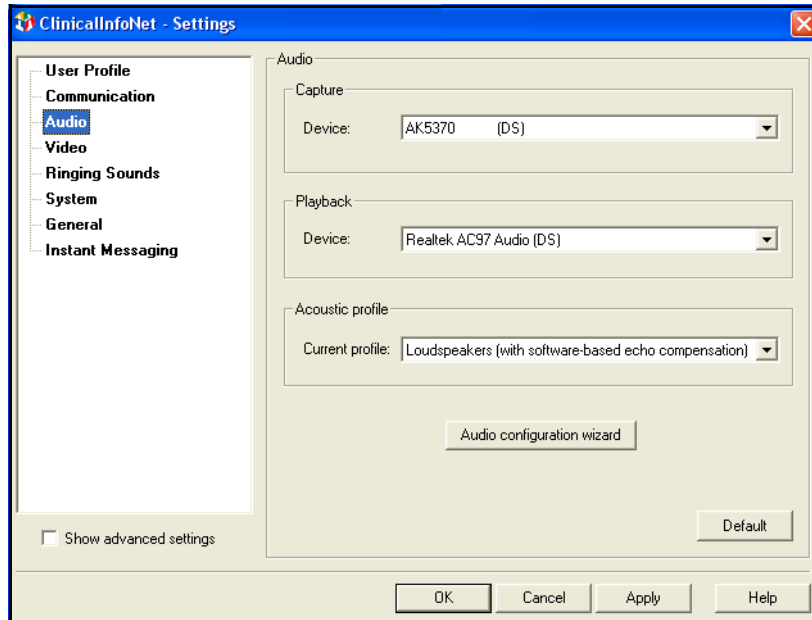 ClinicalInfoNet - Settings
User Profile
Communication
Audio
Video
Ringing Sounds
System
General
Instant Messaging
Show advanced settings
Audio
Capture
Device: AK5370 (DS)
Playback
Device: Realtek AC97 Audio (DS)
Acoustic profile
Current profile: Loudspeakers (with software-based echo compensation)
Audio configuration wizard
Default
OK Cancel Apply Help